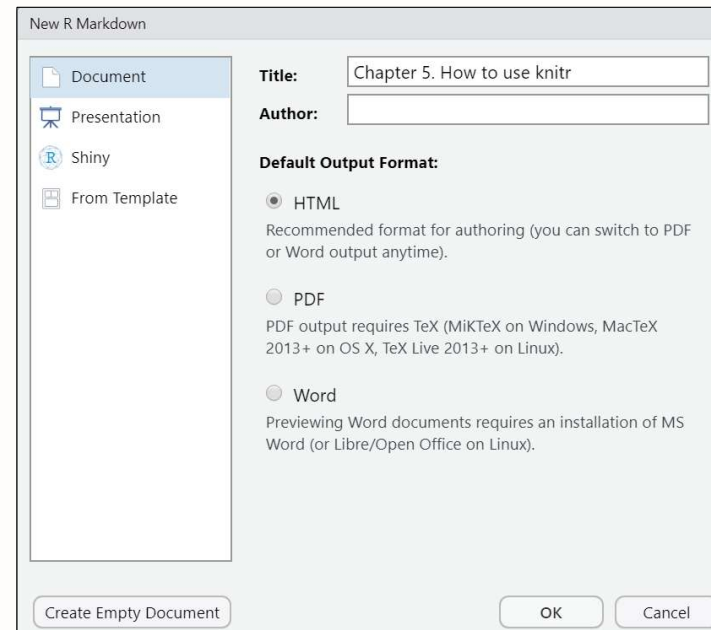 New R Markdown
Document
Presentation
R Shiny
From Template
Title: Chapter 5. How to use knitr
Author:
Default Output Format:
HTML
Recommended format for authoring (you can switch to PDF
or Word output anytime).
PDF
PDF output requires TeX (MiKTeX on Windows, MacTeX
2013+ on OS X, TeX Live 2013+ on Linux).
Word
Previewing Word documents requires an installation of MS
Word (or Libre/Open Office on Linux).
Create Empty Document
OK
Cancel